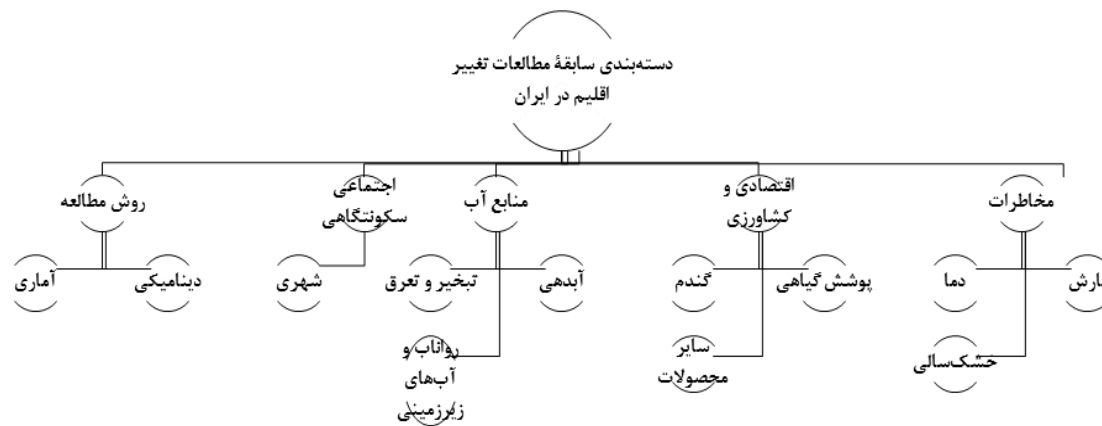 دسته‌بندی سابقهٔ مطالعات تغییر
اقلیم در ایران
مخاطرات
اقتصادی و
کشاورزی
منابع آب
اجتماعی
سکونتگاهی
روش مطالعه
بارش
دما
خشک‌سالی
پوشش گیاهی
گندم
سایر
محصولات
آبدهی
تبخیر و تعرق
رواناب و
آب‌های
زیرزمینی
شهری
دینامیکی
آماری